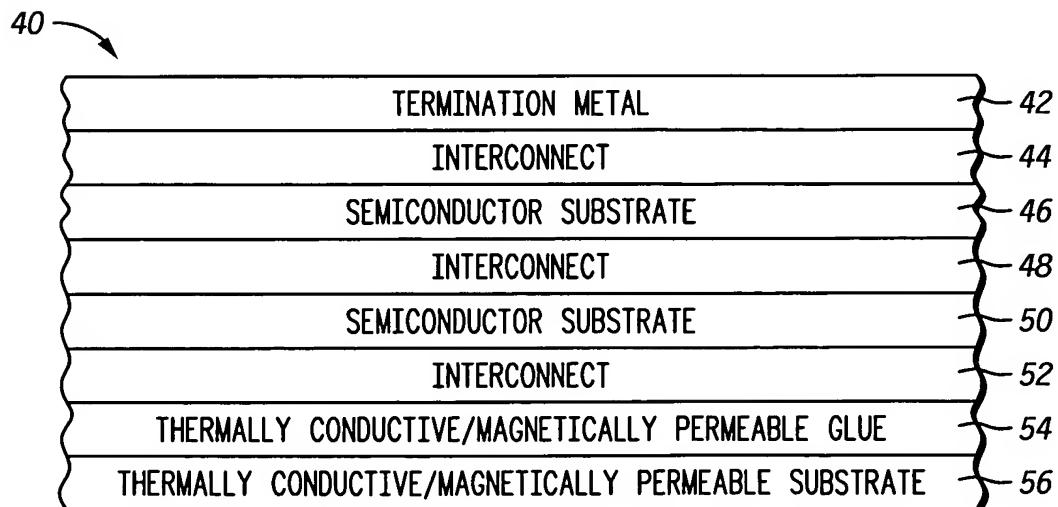 40
TERMINATION METAL 42
INTERCONNECT 44
SEMICONDUCTOR SUBSTRATE 46
INTERCONNECT 48
SEMICONDUCTOR SUBSTRATE 50
INTERCONNECT 52
THERMALLY CONDUCTIVE/MAGNETICALLY PERMEABLE GLUE 54
THERMALLY CONDUCTIVE/MAGNETICALLY PERMEABLE SUBSTRATE 56